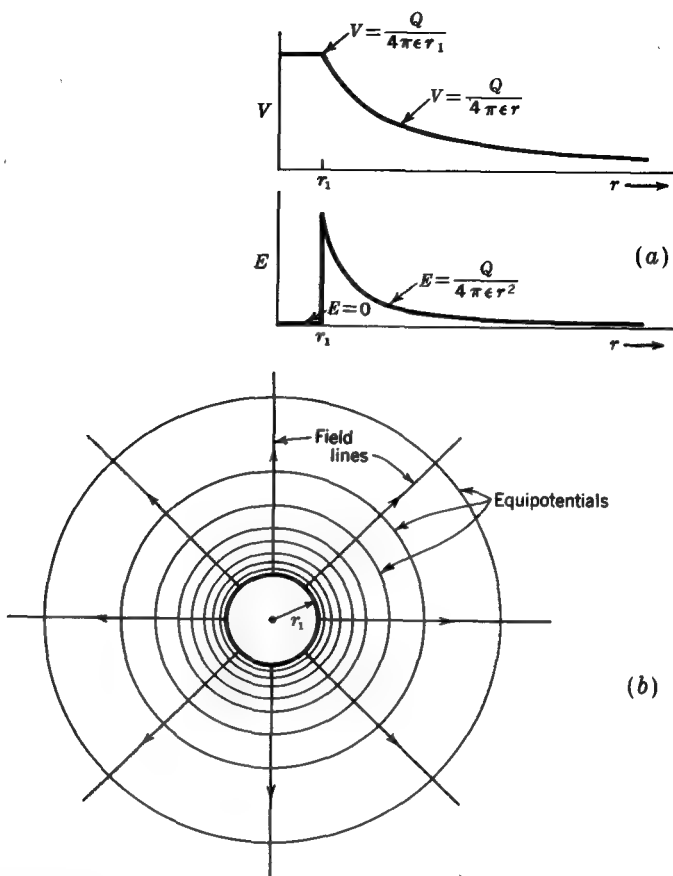 V = Q / 4πϵr₁
V = Q / 4πϵr
V
r₁
r →
E
E = Q / 4πϵr²
(a)
E = 0
r₁
r →
Field
lines
Equipotentials
r₁
(b)